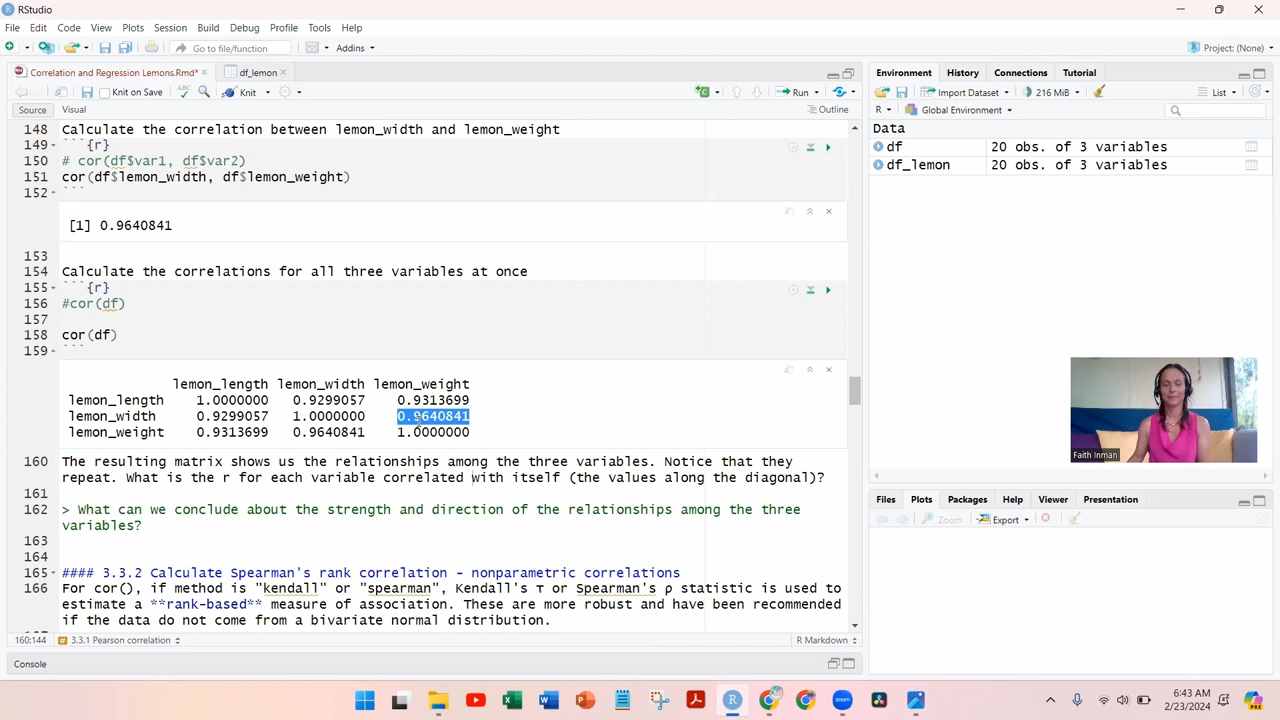 RStudio
File Edit Code View Plots Session Build Debug Profile Tools Help
Go to file/function Addins Project: (None)
Correlation and Regression Lemons.Rmd* df_lemon
Knit on Save ABC Knit Run
Source Visual Outline
148 Calculate the correlation between lemon_width and lemon_weight
149 ```{r}
150 # cor(df$var1, df$var2)
151 cor(df$lemon_width, df$lemon_weight)
152 ```
[1] 0.9640841
153
154 Calculate the correlations for all three variables at once
155 ```{r}
156 #cor(df)
157
158 cor(df)
159 ```
lemon_length lemon_width lemon_weight
lemon_length 1.0000000 0.9299057 0.9313699
lemon_width 0.9299057 1.0000000 0.9640841
lemon_weight 0.9313699 0.9640841 1.0000000
160 The resulting matrix shows us the relationships among the three variables. Notice that they
repeat. What is the r for each variable correlated with itself (the values along the diagonal)?
161
162 > What can we conclude about the strength and direction of the relationships among the three
variables?
163
164
165 #### 3.3.2 Calculate Spearman's rank correlation - nonparametric correlations
166 For cor(), if method is "kendall" or "spearman", Kendall's τ or Spearman's ρ statistic is used to
estimate a **rank-based** measure of association. These are more robust and have been recommended
if the data do not come from a bivariate normal distribution.
160:144 3.3.1 Pearson correlation R Markdown
Console
Environment History Connections Tutorial
Import Dataset 216 MiB List
R Global Environment
Data
df 20 obs. of 3 variables
df_lemon 20 obs. of 3 variables
Faith Inman
Files Plots Packages Help Viewer Presentation
Zoom Export
6:43 AM
2/23/2024